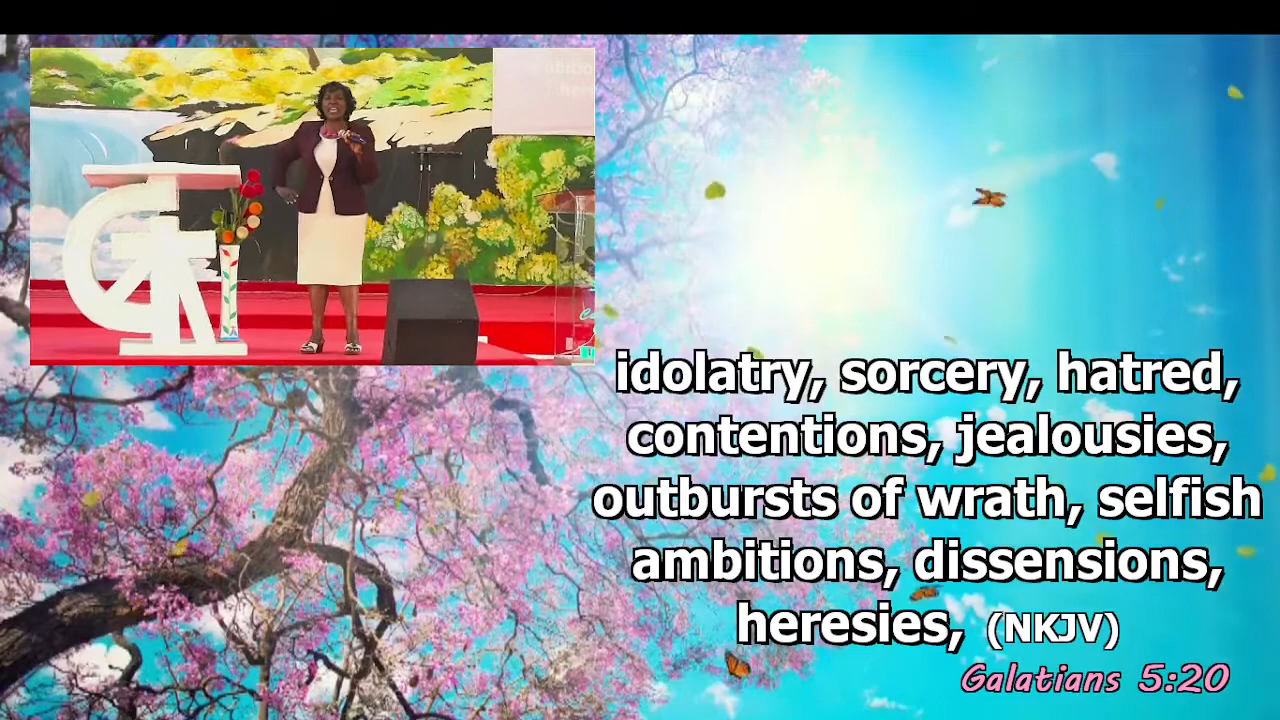 idolatry, sorcery, hatred,
contentions, jealousies,
outbursts of wrath, selfish
ambitions, dissensions,
heresies, (NKJV)
Galatians 5:20